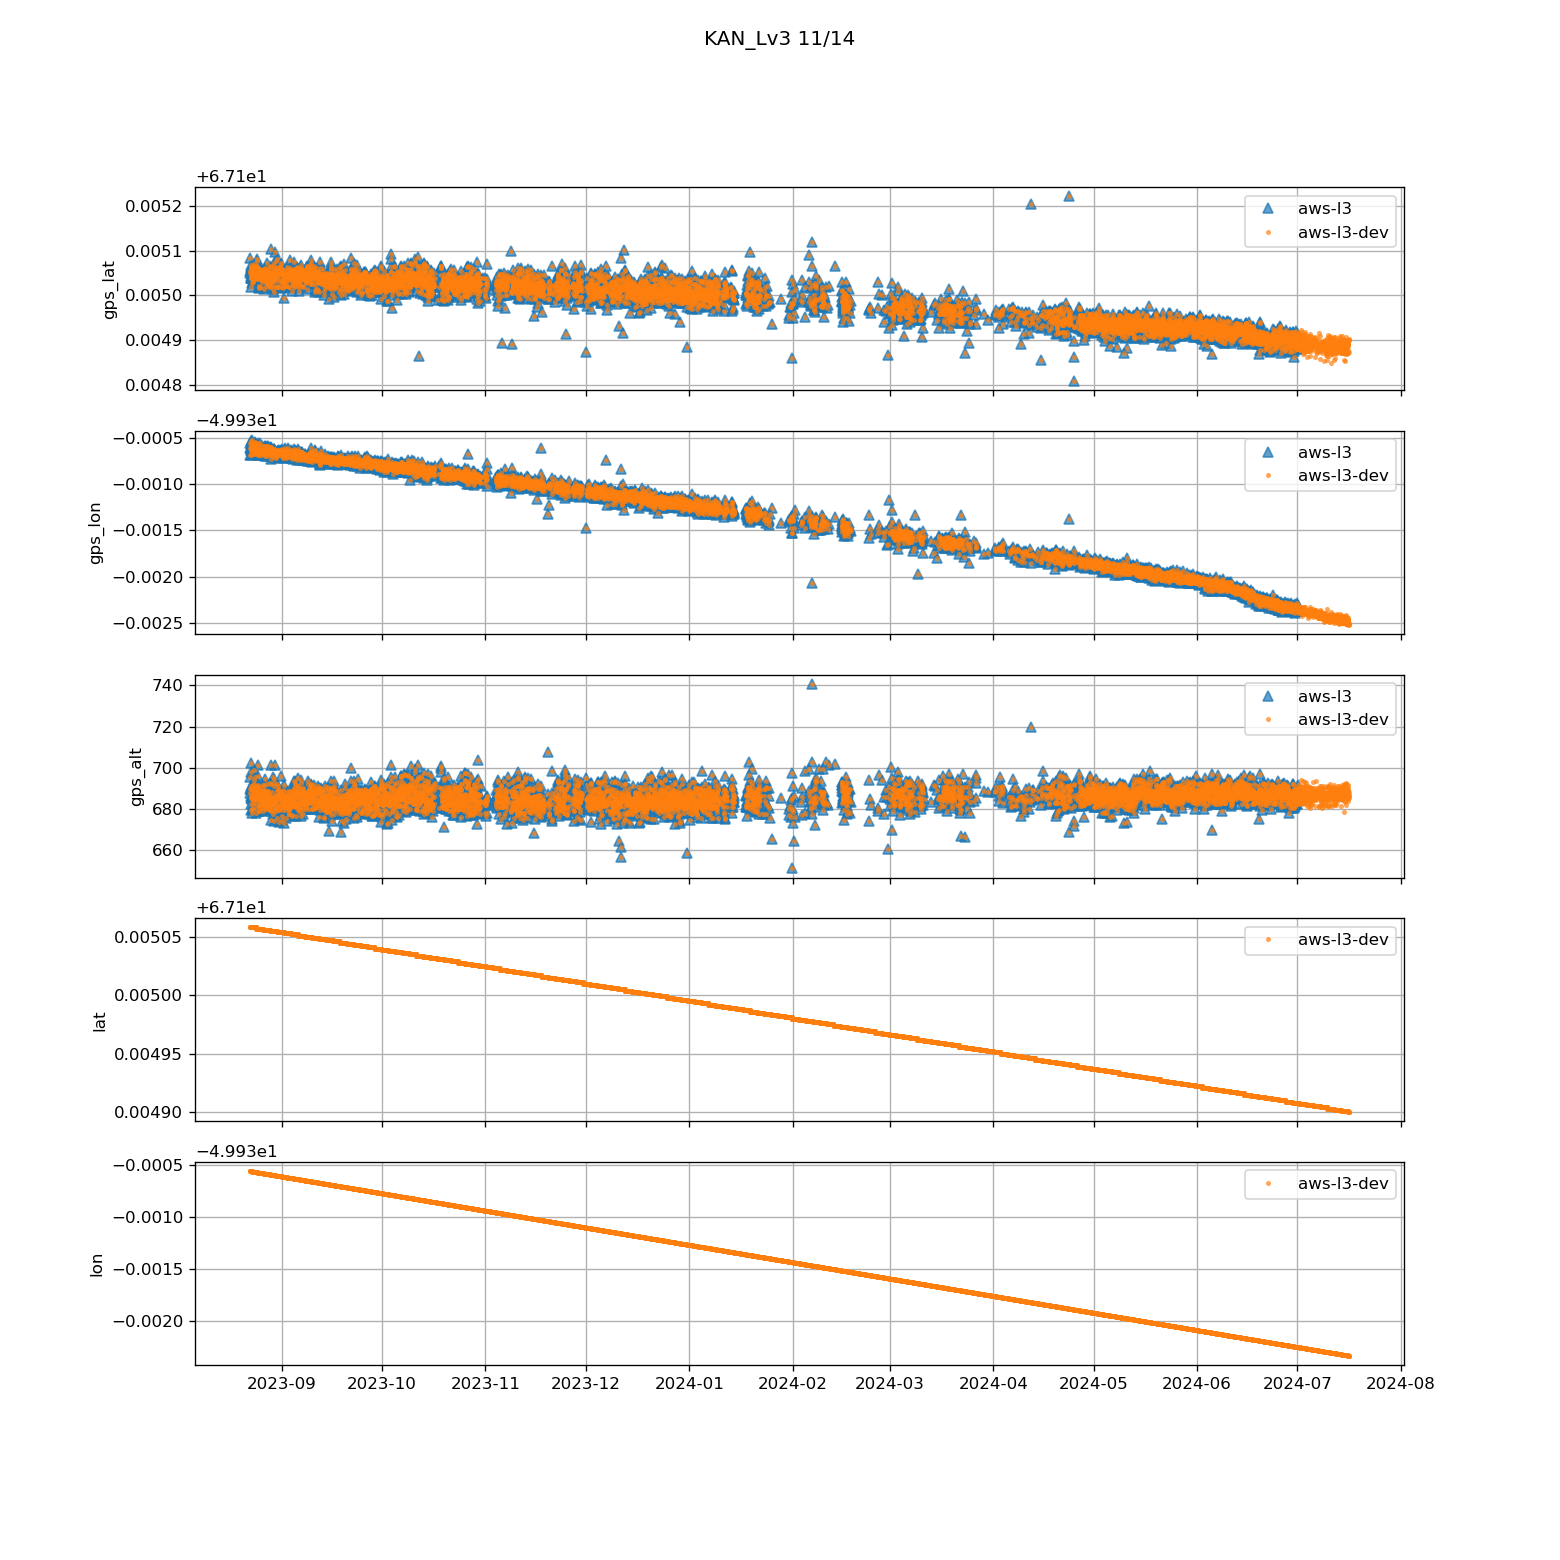 KAN_Lv3 11/14
+6.71e1
0.0052
0.0051
0.0050
0.0049
0.0048
gps_lat
aws-l3
aws-l3-dev
−4.993e1
−0.0005
−0.0010
−0.0015
−0.0020
−0.0025
gps_lon
aws-l3
aws-l3-dev
740
720
700
680
660
gps_alt
aws-l3
aws-l3-dev
+6.71e1
0.00505
0.00500
0.00495
0.00490
lat
aws-l3-dev
−4.993e1
−0.0005
−0.0010
−0.0015
−0.0020
lon
aws-l3-dev
2023-09 2023-10 2023-11 2023-12 2024-01 2024-02 2024-03 2024-04 2024-05 2024-06 2024-07 2024-08